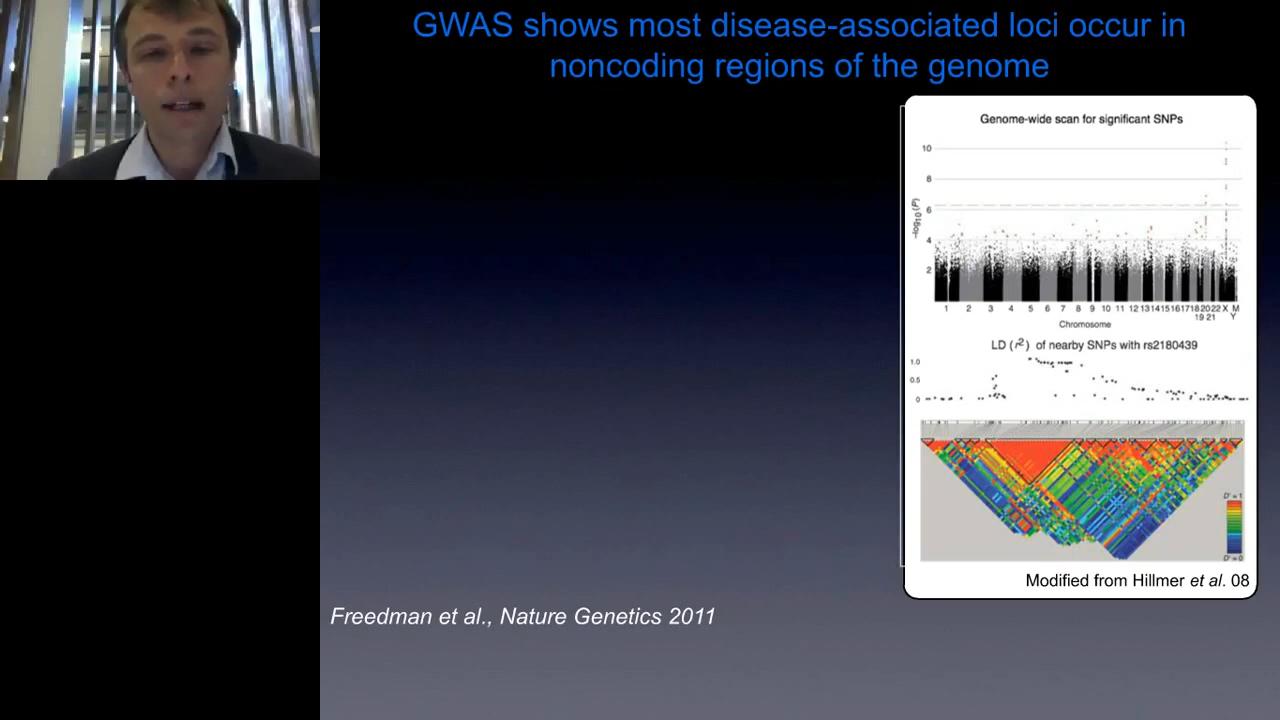 GWAS shows most disease-associated loci occur in
noncoding regions of the genome
Genome-wide scan for significant SNPs
10
8
6
4
2
−log10 (P)
1 2 3 4 5 6 7 8 9 10 11 12 13 14 15 16 17 18 20 22 X M
19 21 Y
Chromosome
LD (r2) of nearby SNPs with rs2180439
1.0
0.5
0
D' = 1
D' = 0
Modified from Hillmer et al. 08
Freedman et al., Nature Genetics 2011